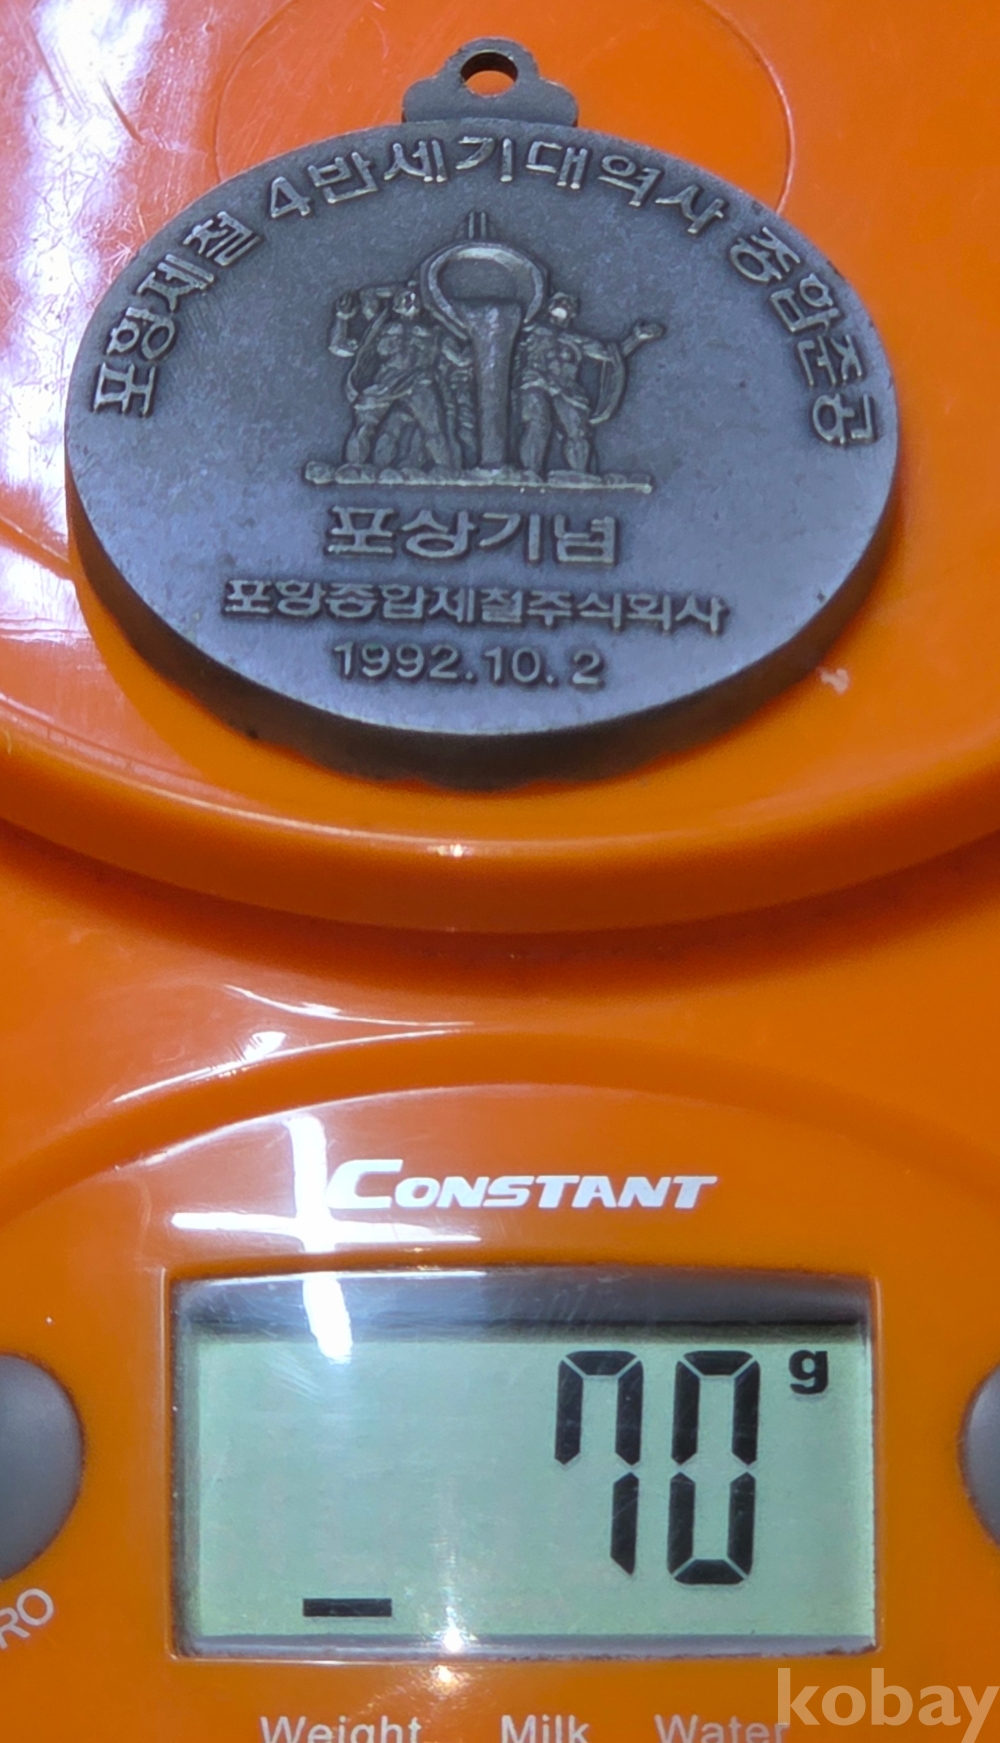 포항제철 4반세기대역사 종합준공
포상기념
포항종합제철주식회사
1992.10.2
CONSTANT
70 g
RO
Weight Milk Water
kobay